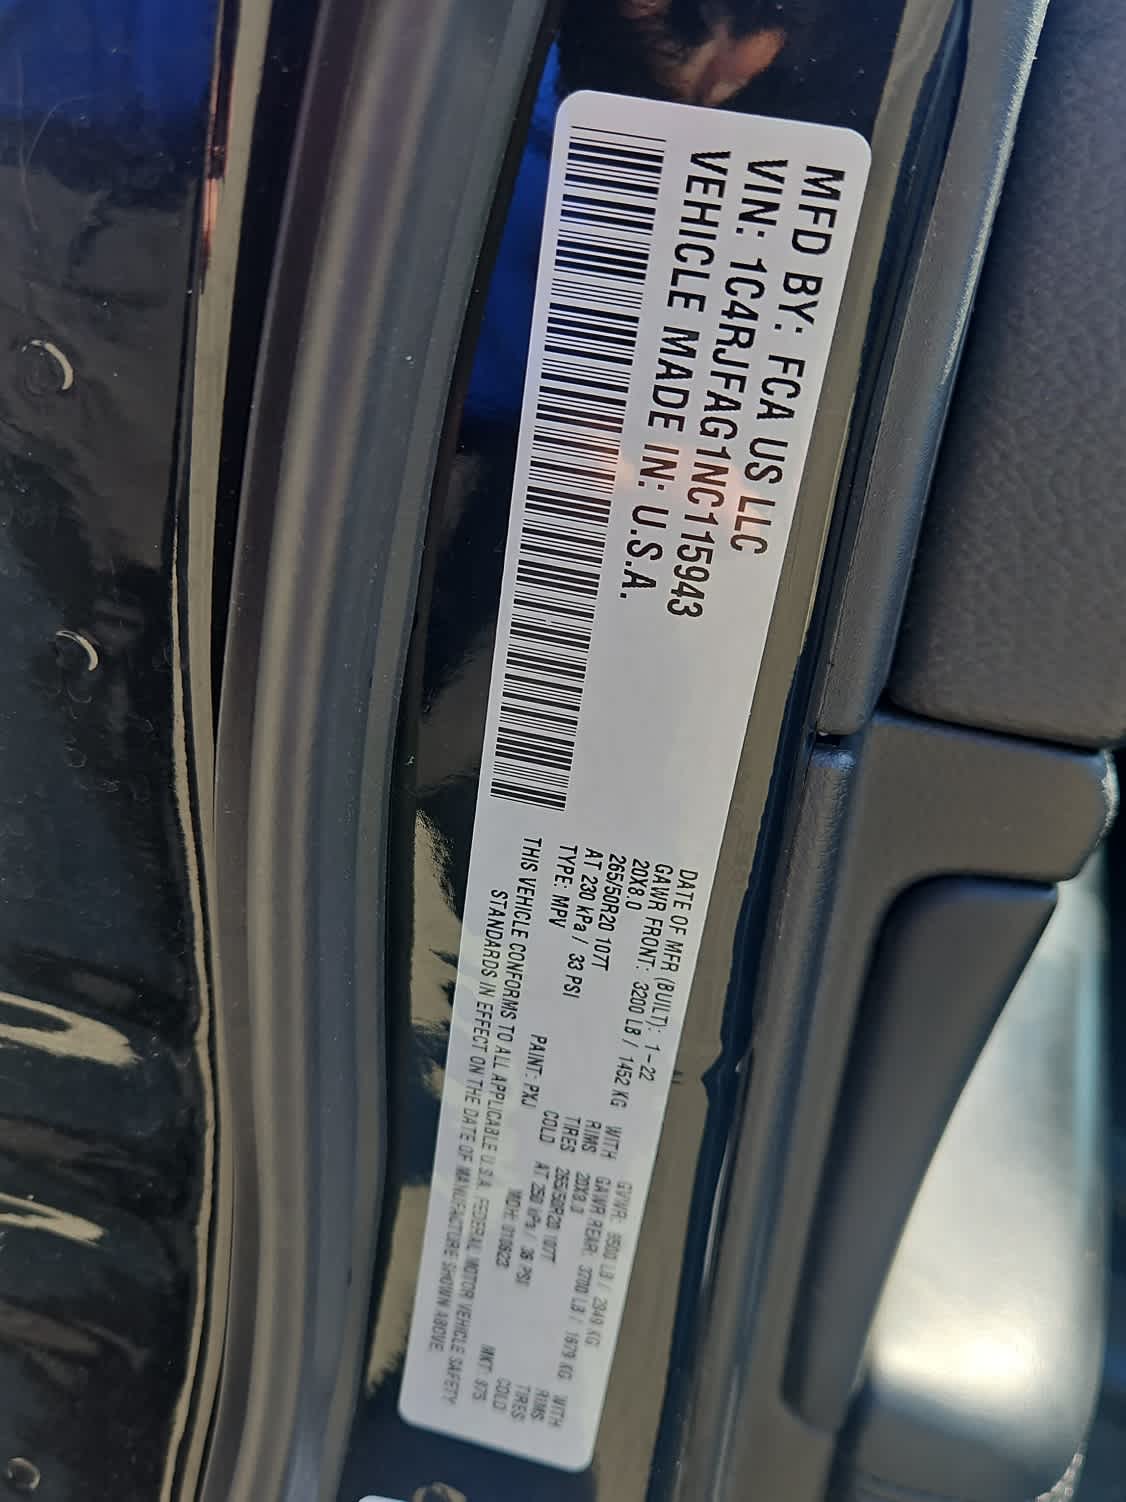 MFD BY: FCA US LLC
VIN: 1C4RJFAG1NC115943
VEHICLE MADE IN: U.S.A.
DATE OF MFR (BUILT): 1-22 GVWR: 6500 LB / 2949 KG
GAWR FRONT: 3200 LB / 1452 KG WITH GAWR REAR: 3700 LB / 1679 KG WITH
20X8.0 RIMS 20X8.0 RIMS
265/50R20 107T TIRES 265/50R20 107T TIRES
AT 230 kPa / 33 PSI COLD AT 250 kPa / 36 PSI COLD
TYPE: MPV PAINT: PXJ MDH: 010623 MKT: 975
THIS VEHICLE CONFORMS TO ALL APPLICABLE U.S.A. FEDERAL MOTOR VEHICLE SAFETY
STANDARDS IN EFFECT ON THE DATE OF MANUFACTURE SHOWN ABOVE.